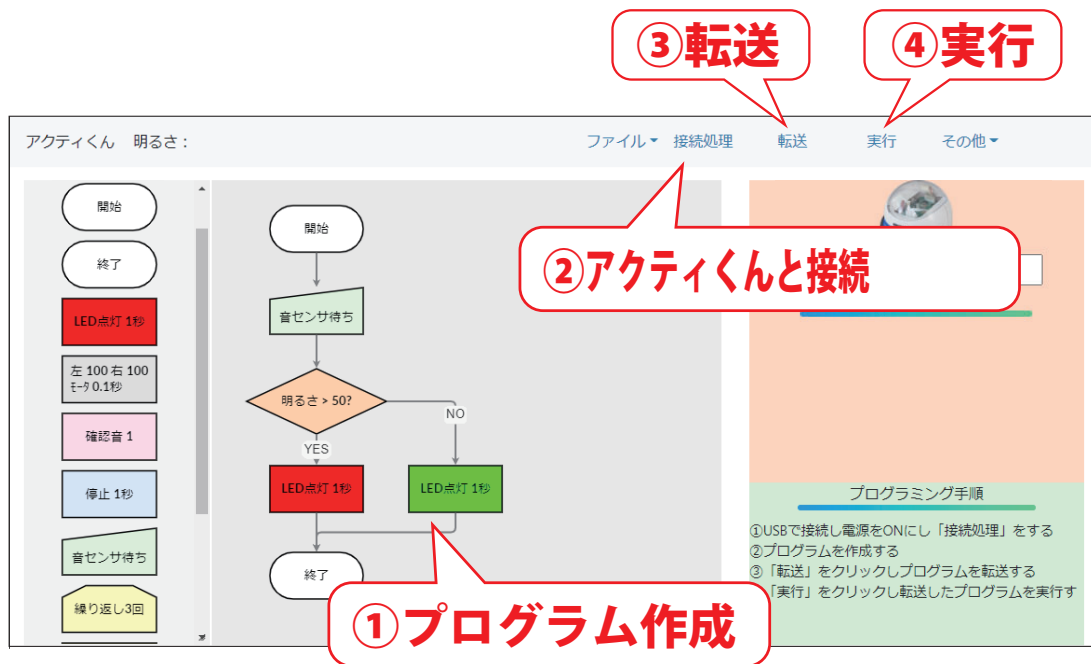 ③転送
④実行
アクティくん 明るさ：
ファイル 接続処理 転送 実行 その他
②アクティくんと接続
開始
終了
LED点灯 1秒
左 100 右 100
ﾓｰﾀ 0.1秒
確認音 1
停止 1秒
音センサ待ち
繰り返し3回
開始
音センサ待ち
明るさ > 50?
NO
YES
LED点灯 1秒
LED点灯 1秒
終了
①プログラム作成
プログラミング手順
①USBで接続し電源をONにし「接続処理」をする
②プログラムを作成する
③「転送」をクリックしプログラムを転送する
「実行」をクリックし転送したプログラムを実行す